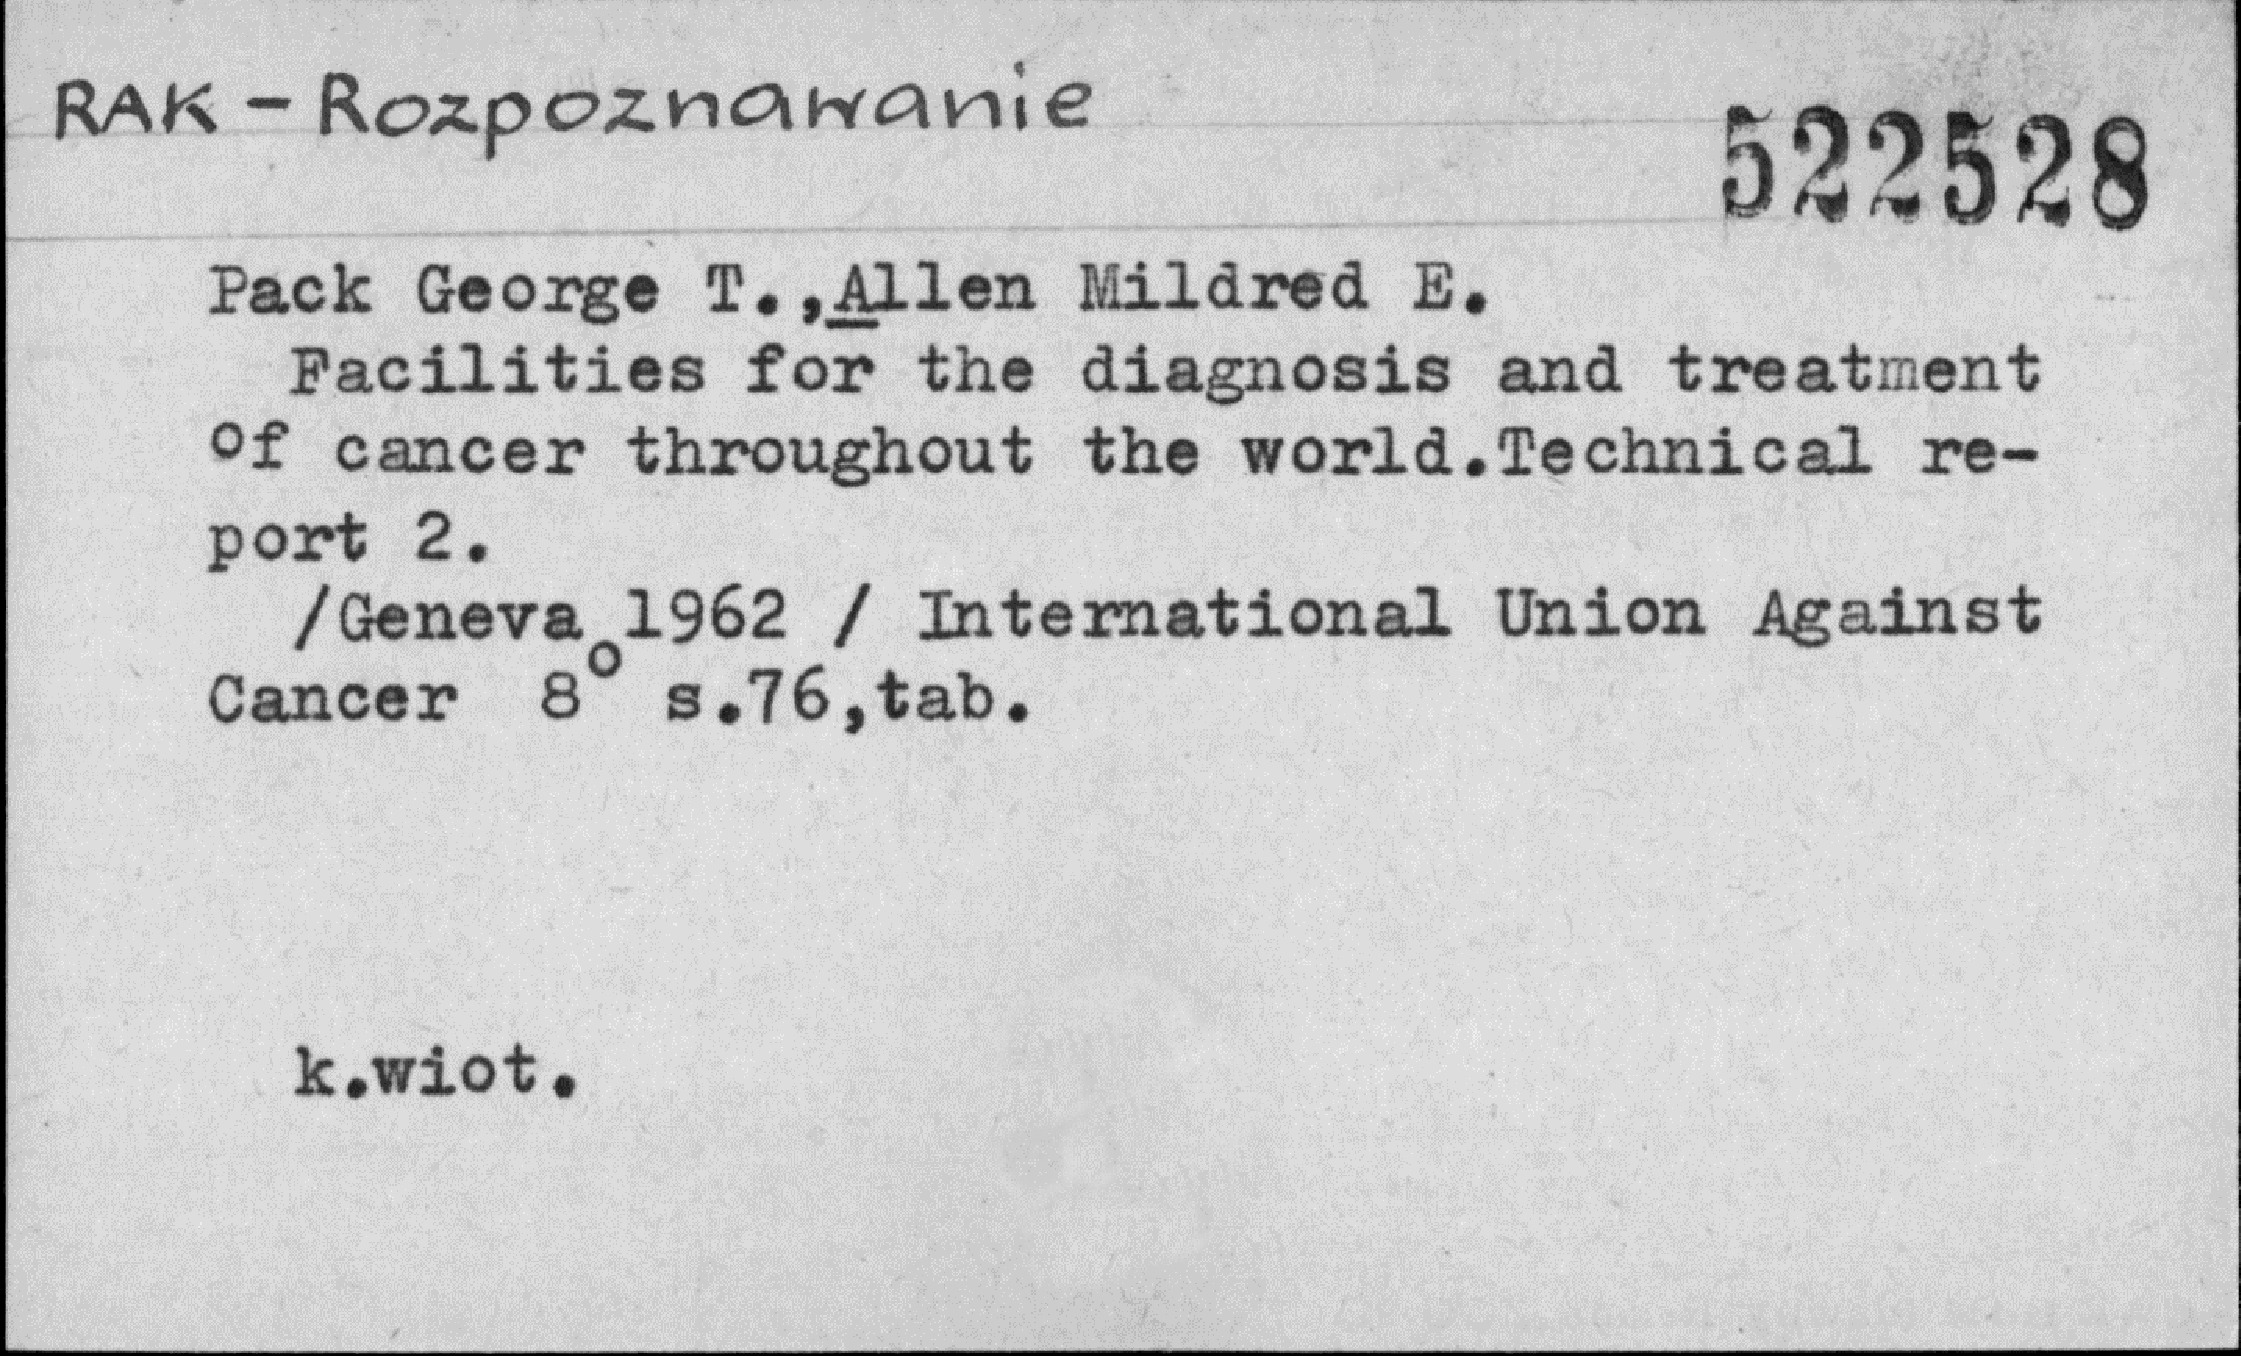 RAK - Rozpoznawanie
522528
Pack George T.,Allen Mildred E.
Facilities for the diagnosis and treatment
of cancer throughout the world.Technical re-
port 2.
/Geneva 1962 / International Union Against
Cancer 8° s.76,tab.
k.wiot.